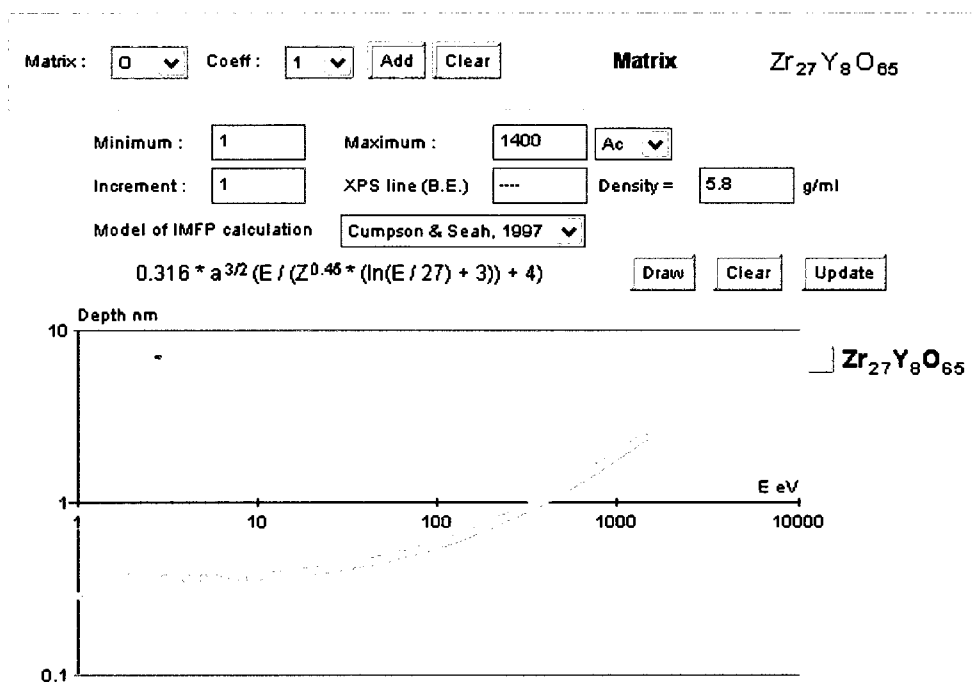 Matrix : O Coeff : 1 Add Clear Matrix Zr27Y8O65
Minimum : 1 Maximum : 1400 Ac
Increment : 1 XPS line (B.E.) ---- Density = 5.8 g/ml
Model of IMFP calculation Cumpson & Seah, 1997
0.316 * a3/2 (E / (Z0.45 * (ln(E / 27) + 3)) + 4) Draw Clear Update
Depth nm
10
Zr27Y8O65
1
E eV
1 10 100 1000 10000
0.1